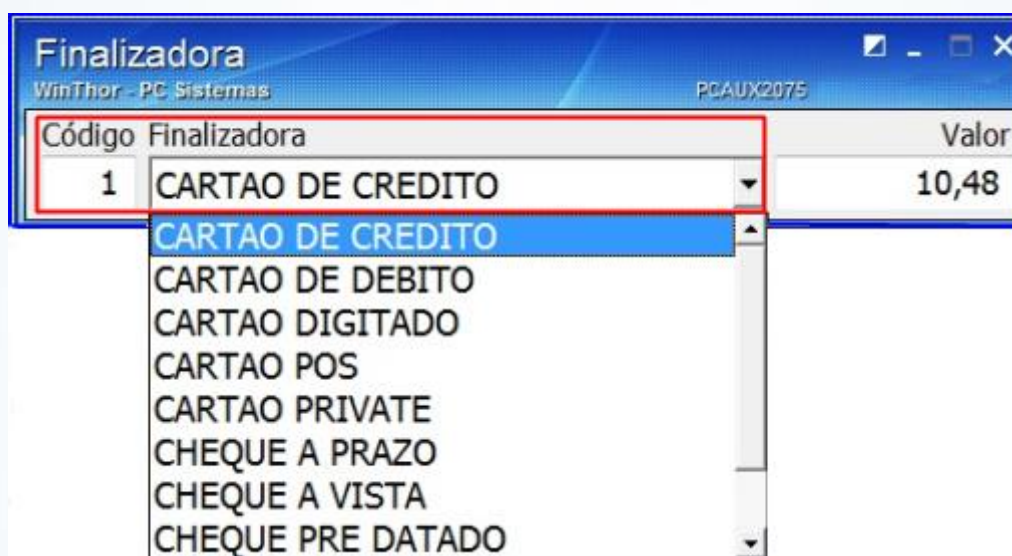 Finalizadora
WinThor - PC Sistemas PCAUX2075
Código Finalizadora Valor
1 CARTAO DE CREDITO 10,48
CARTAO DE CREDITO
CARTAO DE DEBITO
CARTAO DIGITADO
CARTAO POS
CARTAO PRIVATE
CHEQUE A PRAZO
CHEQUE A VISTA
CHEQUE PRE DATADO